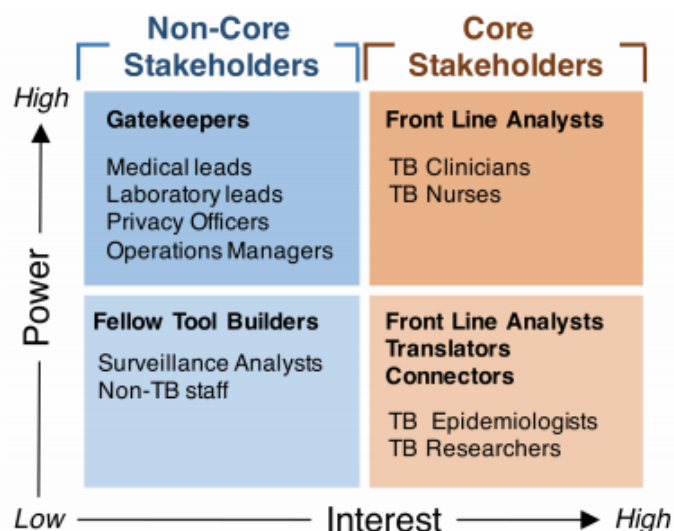 Non-Core
Stakeholders
Core
Stakeholders
High
Power
Gatekeepers
Medical leads
Laboratory leads
Privacy Officers
Operations Managers
Front Line Analysts
TB Clinicians
TB Nurses
Fellow Tool Builders
Surveillance Analysts
Non-TB staff
Front Line Analysts
Translators
Connectors
TB Epidemiologists
TB Researchers
Low
Interest
High